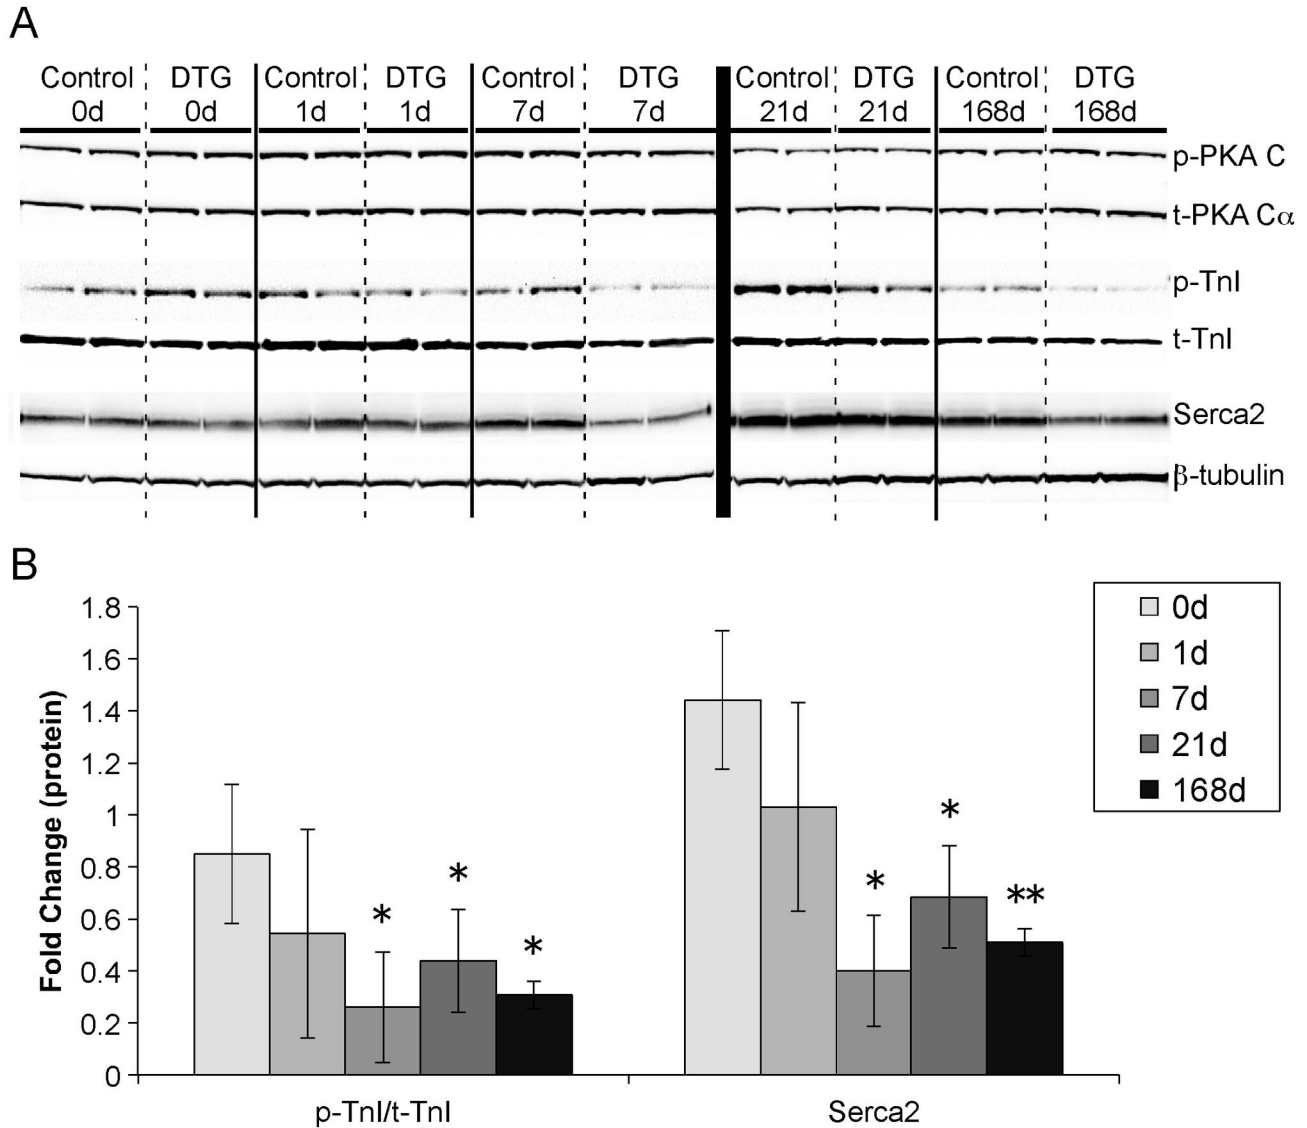 A
Control DTG Control DTG Control DTG Control DTG Control DTG
0d 0d 1d 1d 7d 7d 21d 21d 168d 168d
p-PKA C
t-PKA Cα
p-TnI
t-TnI
Serca2
β-tubulin
B
1.8
1.6
1.4
1.2
1
0.8
0.6
0.4
0.2
0
Fold Change (protein)
* * * * * **
p-TnI/t-TnI Serca2
0d
1d
7d
21d
168d